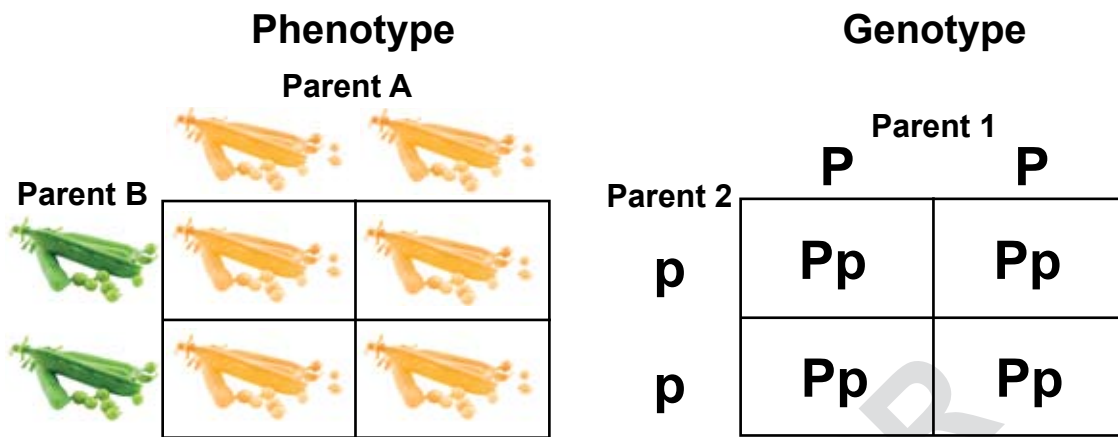 Phenotype
Parent A
Parent B
Genotype
Parent 1
P P
Parent 2
p Pp Pp
p Pp Pp
R